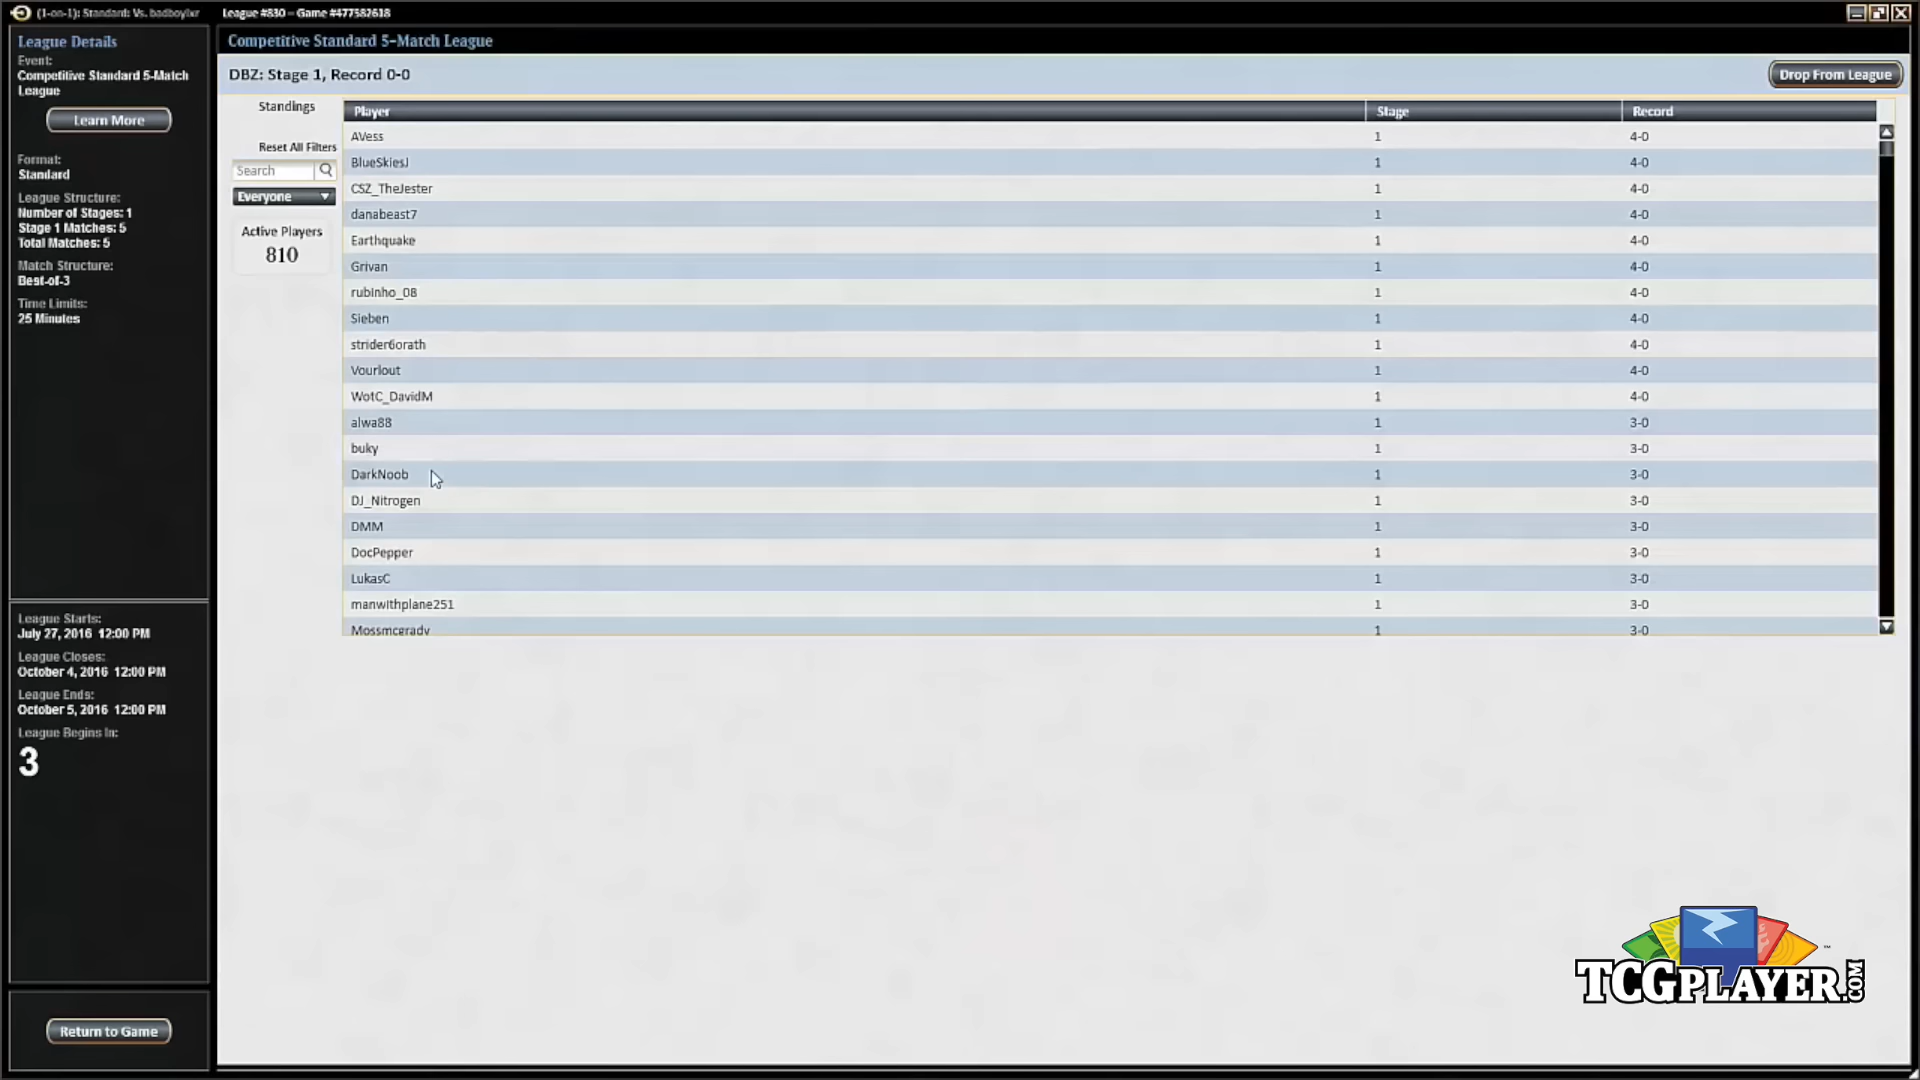 (1-on-1): Standard: Vs. badboylxr
League #830 – Game #477582618
League Details
Event:
Competitive Standard 5-Match
League
Learn More
Format:
Standard
League Structure:
Number of Stages: 1
Stage 1 Matches: 5
Total Matches: 5
Match Structure:
Best-of-3
Time Limits:
25 Minutes
League Starts:
July 27, 2016 12:00 PM
League Closes:
October 4, 2016 12:00 PM
League Ends:
October 5, 2016 12:00 PM
League Begins In:
3
Return to Game
Competitive Standard 5-Match League
DBZ: Stage 1, Record 0-0
Drop From League
Standings
Reset All Filters
Search
Everyone
Active Players
810
Player Stage Record
AVess 1 4-0
BlueSkiesJ 1 4-0
CSZ_TheJester 1 4-0
danabeast7 1 4-0
Earthquake 1 4-0
Grivan 1 4-0
rubinho_08 1 4-0
Sieben 1 4-0
strider6orath 1 4-0
Vourlout 1 4-0
WotC_DavidM 1 4-0
alwa88 1 3-0
buky 1 3-0
DarkNoob 1 3-0
DJ_Nitrogen 1 3-0
DMM 1 3-0
DocPepper 1 3-0
LukasC 1 3-0
manwithplane251 1 3-0
Mossmcgrady 1 3-0
TCGPLAYER.COM
™